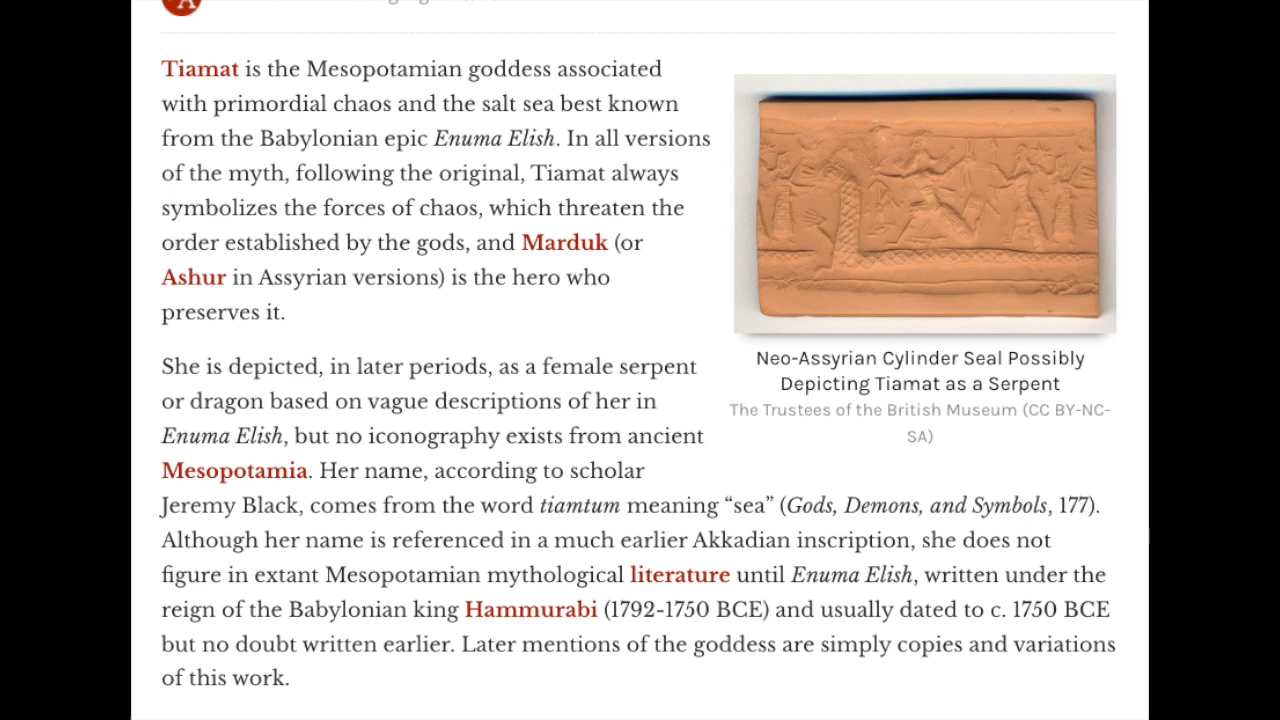 Tiamat is the Mesopotamian goddess associated
with primordial chaos and the salt sea best known
from the Babylonian epic Enuma Elish. In all versions
of the myth, following the original, Tiamat always
symbolizes the forces of chaos, which threaten the
order established by the gods, and Marduk (or
Ashur in Assyrian versions) is the hero who
preserves it.
She is depicted, in later periods, as a female serpent
or dragon based on vague descriptions of her in
Enuma Elish, but no iconography exists from ancient
Mesopotamia. Her name, according to scholar
Jeremy Black, comes from the word tiamtum meaning “sea” (Gods, Demons, and Symbols, 177).
Although her name is referenced in a much earlier Akkadian inscription, she does not
figure in extant Mesopotamian mythological literature until Enuma Elish, written under the
reign of the Babylonian king Hammurabi (1792-1750 BCE) and usually dated to c. 1750 BCE
but no doubt written earlier. Later mentions of the goddess are simply copies and variations
of this work.
Neo-Assyrian Cylinder Seal Possibly
Depicting Tiamat as a Serpent
The Trustees of the British Museum (CC BY-NC-
SA)